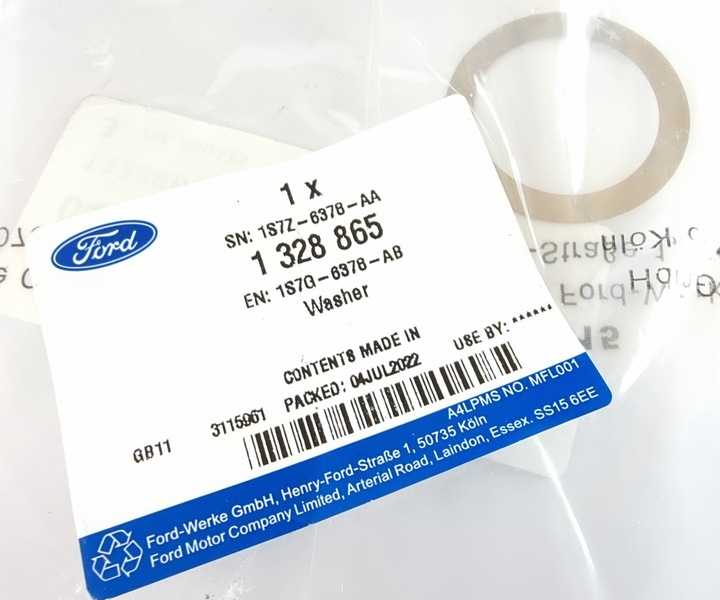 1 x
SN: 1S7Z-6378-AA
1 328 865
EN: 1S7G-6378-AB
Washer
Ford
CONTENTS MADE IN
PACKED: 04JUL2022
USE BY: ******
GB11
3115961
A4LPMS NO. MFL001
Ford-Werke GmbH, Henry-Ford-Straße 1, 50735 Köln
Ford Motor Company Limited, Arterial Road, Laindon, Essex. SS15 6EE